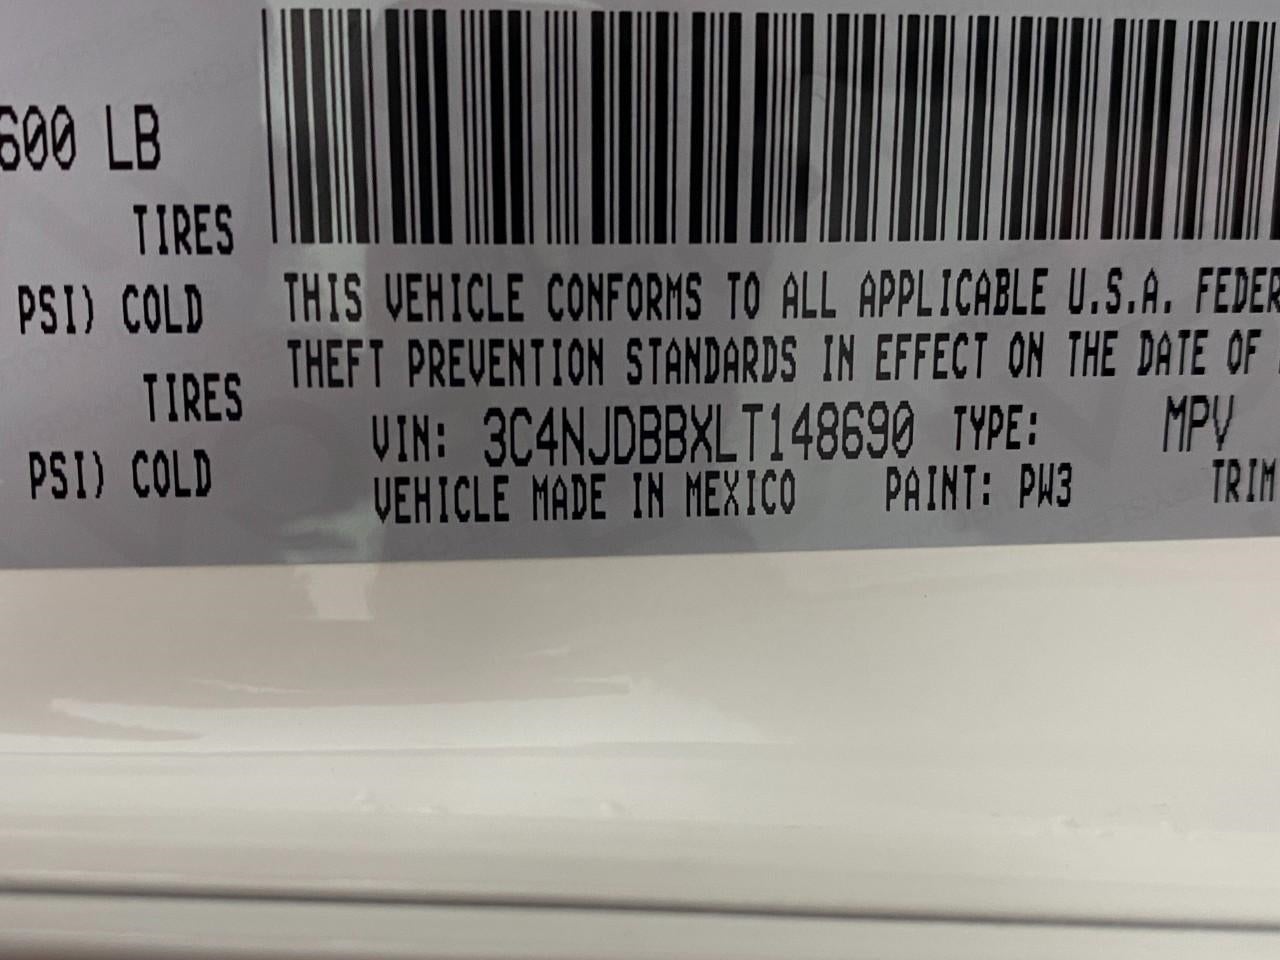 600 LB
TIRES
PSI) COLD
TIRES
PSI) COLD
THIS VEHICLE CONFORMS TO ALL APPLICABLE U.S.A. FEDER
THEFT PREVENTION STANDARDS IN EFFECT ON THE DATE OF
VIN: 3C4NJDBBXLT148690 TYPE: MPV
VEHICLE MADE IN MEXICO PAINT: PW3 TRIM